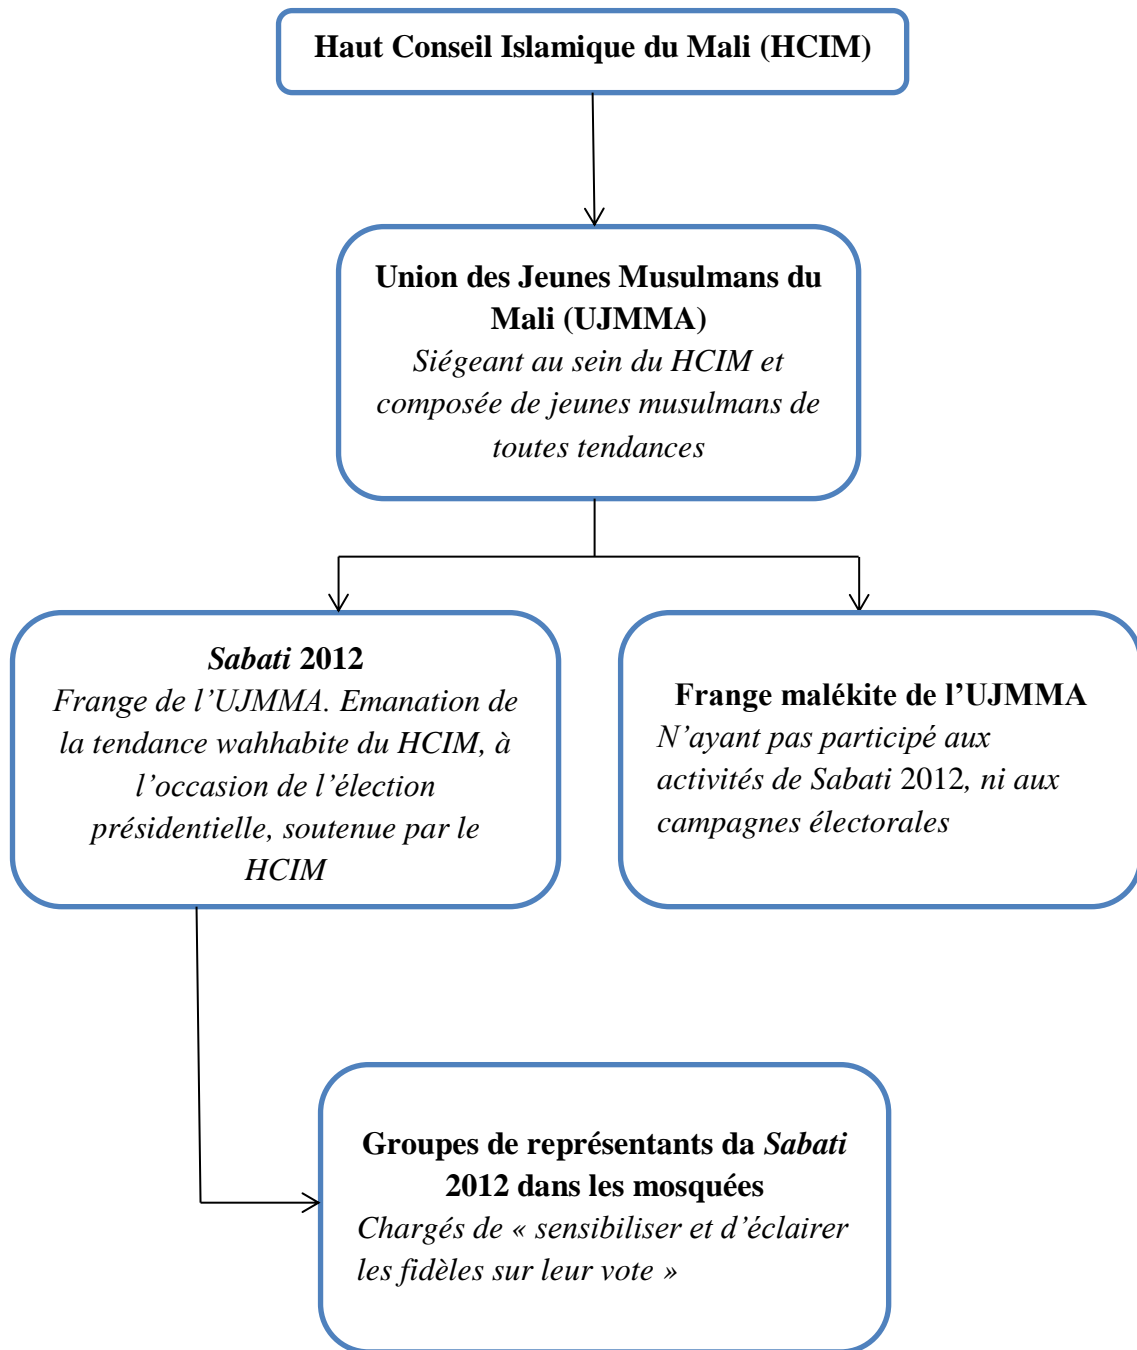 Haut Conseil Islamique du Mali (HCIM)
Union des Jeunes Musulmans du
Mali (UJMMA)
Siégeant au sein du HCIM et
composée de jeunes musulmans de
toutes tendances
Sabati 2012
Frange de l’UJMMA. Emanation de
la tendance wahhabite du HCIM, à
l’occasion de l’élection
présidentielle, soutenue par le
HCIM
Frange malékite de l’UJMMA
N’ayant pas participé aux
activités de Sabati 2012, ni aux
campagnes électorales
Groupes de représentants da Sabati
2012 dans les mosquées
Chargés de « sensibiliser et d’éclairer
les fidèles sur leur vote »